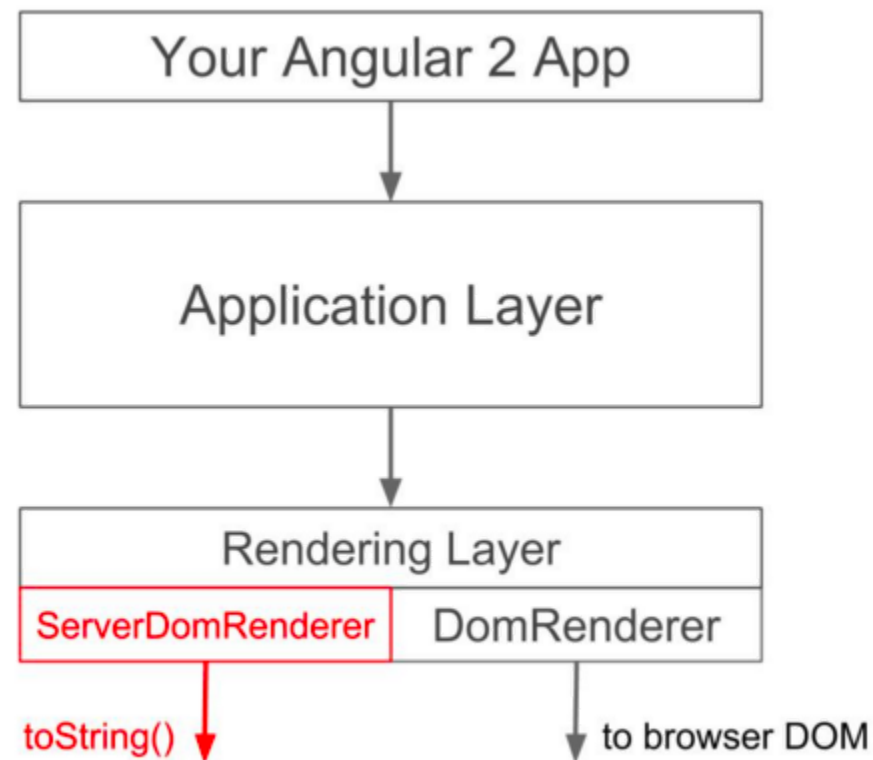 Your Angular 2 App
Application Layer
Rendering Layer
ServerDomRenderer
DomRenderer
toString()
to browser DOM